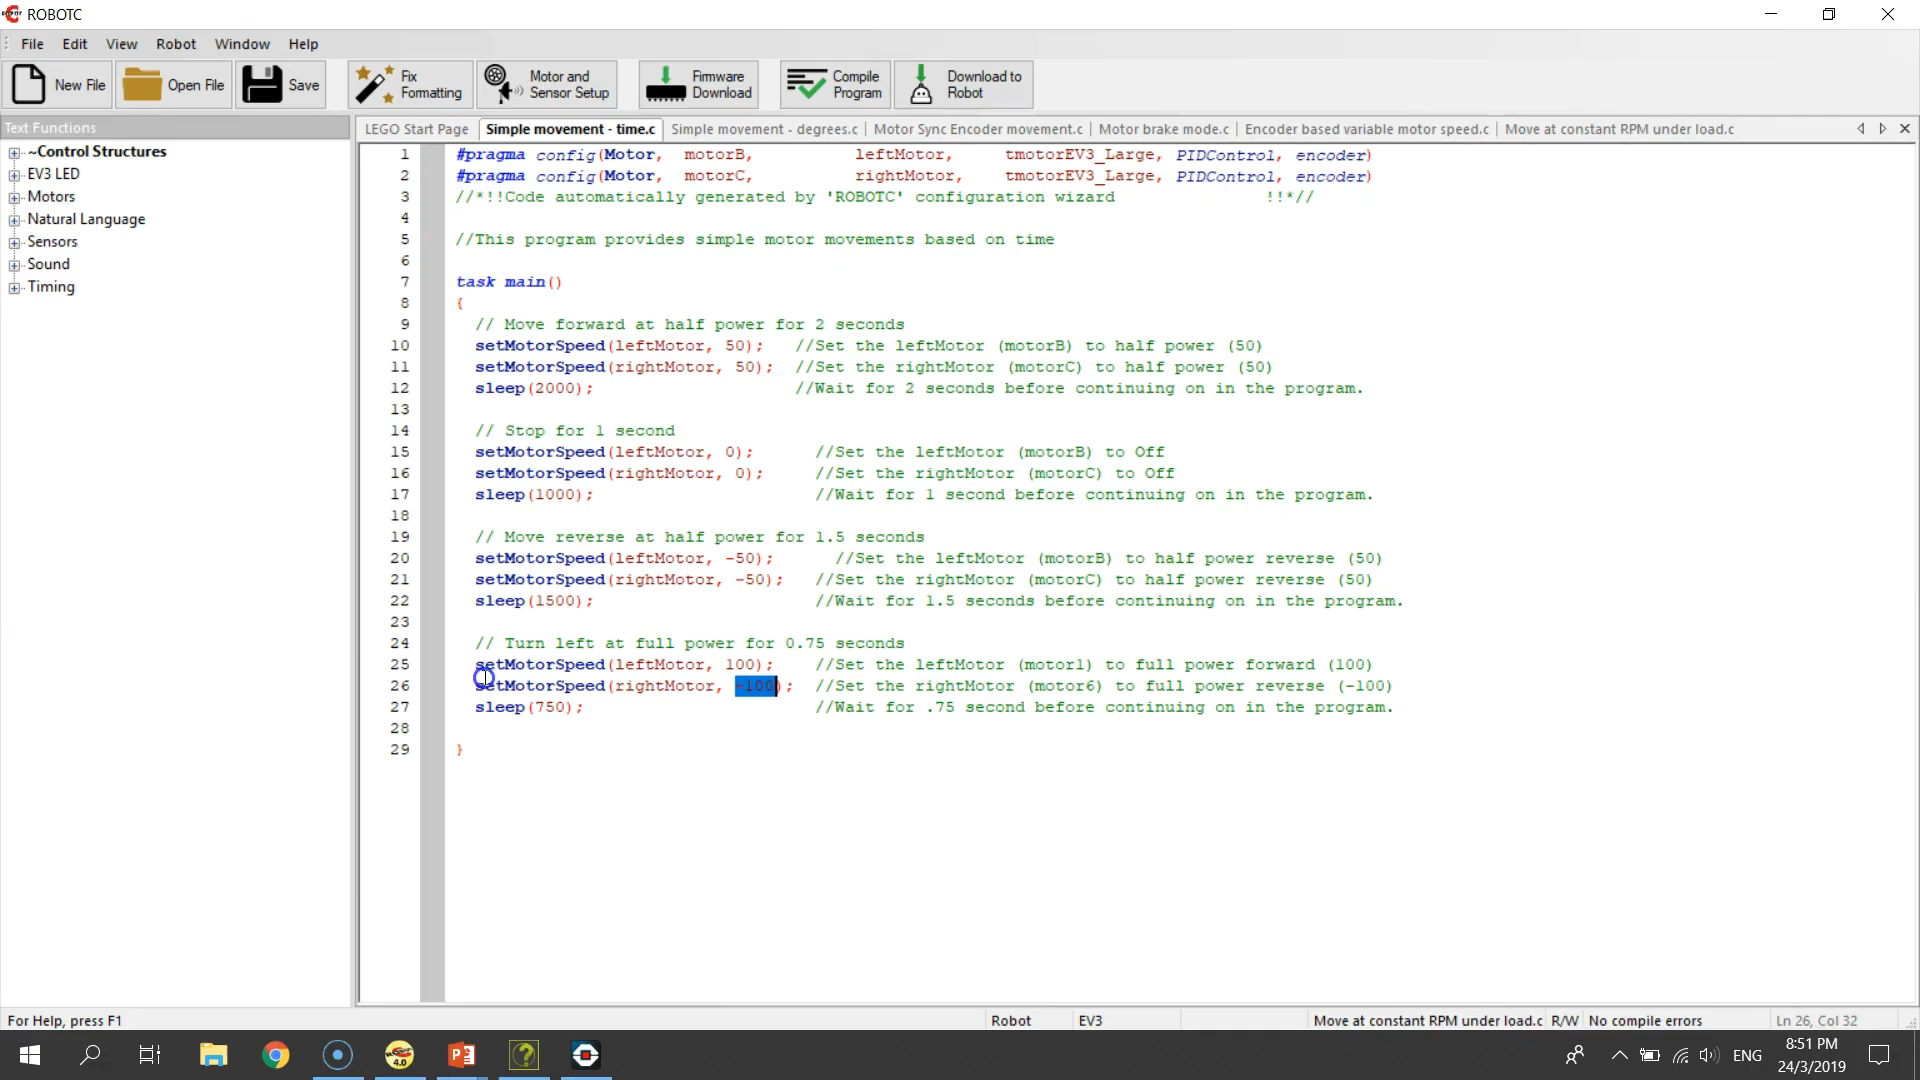 ROBOTC
File Edit View Robot Window Help
New File Open File Save Fix Formatting Motor and Sensor Setup Firmware Download Compile Program Download to Robot
Text Functions
~Control Structures
EV3 LED
Motors
Natural Language
Sensors
Sound
Timing
LEGO Start Page Simple movement - time.c Simple movement - degrees.c Motor Sync Encoder movement.c Motor brake mode.c Encoder based variable motor speed.c Move at constant RPM under load.c
1 #pragma config(Motor, motorB, leftMotor, tmotorEV3_Large, PIDControl, encoder)
2 #pragma config(Motor, motorC, rightMotor, tmotorEV3_Large, PIDControl, encoder)
3 //*!!Code automatically generated by 'ROBOTC' configuration wizard !!*//
4
5 //This program provides simple motor movements based on time
6
7 task main()
8 {
9 // Move forward at half power for 2 seconds
10 setMotorSpeed(leftMotor, 50); //Set the leftMotor (motorB) to half power (50)
11 setMotorSpeed(rightMotor, 50); //Set the rightMotor (motorC) to half power (50)
12 sleep(2000); //Wait for 2 seconds before continuing on in the program.
13
14 // Stop for 1 second
15 setMotorSpeed(leftMotor, 0); //Set the leftMotor (motorB) to Off
16 setMotorSpeed(rightMotor, 0); //Set the rightMotor (motorC) to Off
17 sleep(1000); //Wait for 1 second before continuing on in the program.
18
19 // Move reverse at half power for 1.5 seconds
20 setMotorSpeed(leftMotor, -50); //Set the leftMotor (motorB) to half power reverse (50)
21 setMotorSpeed(rightMotor, -50); //Set the rightMotor (motorC) to half power reverse (50)
22 sleep(1500); //Wait for 1.5 seconds before continuing on in the program.
23
24 // Turn left at full power for 0.75 seconds
25 setMotorSpeed(leftMotor, 100); //Set the leftMotor (motor1) to full power forward (100)
26 setMotorSpeed(rightMotor, -100); //Set the rightMotor (motor6) to full power reverse (-100)
27 sleep(750); //Wait for .75 second before continuing on in the program.
28
29 }
For Help, press F1 Robot EV3 Move at constant RPM under load.c R/W No compile errors Ln 26, Col 32
4.0 ENG 8:51 PM
24/3/2019